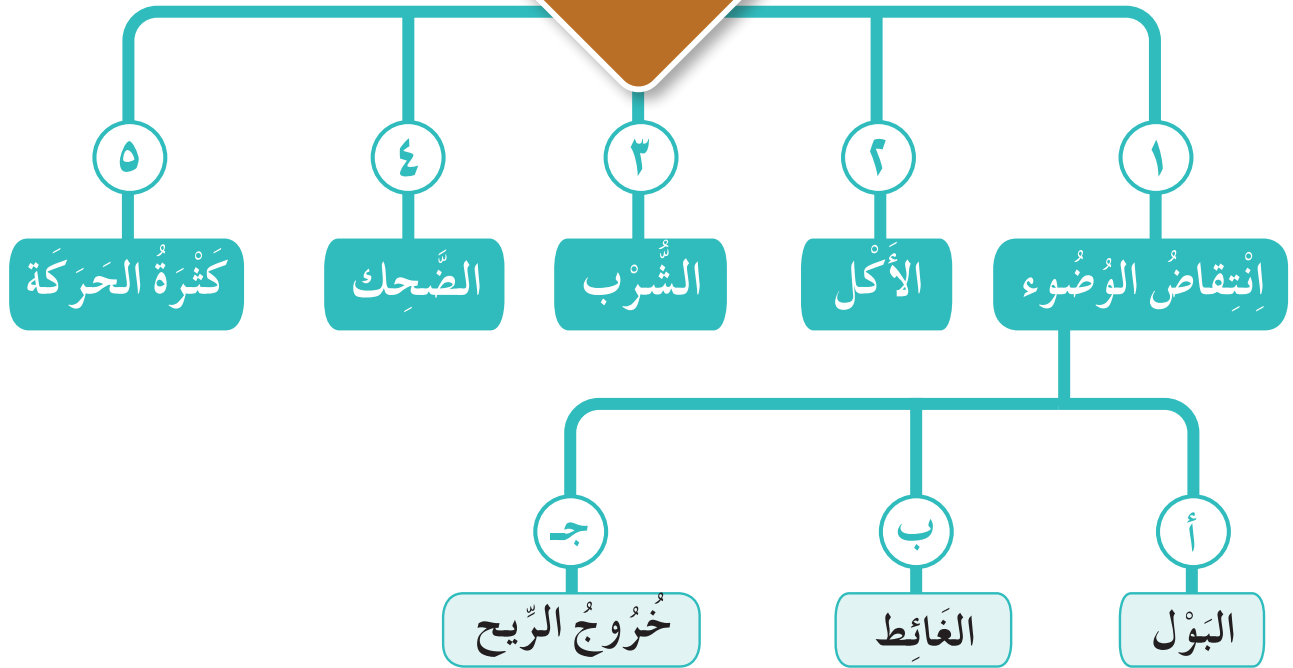 ١
٢
٣
٤
٥
اِنْتِقاضُ الوُضُوء
الأَكْل
الشُّرْب
الضَّحِك
كَثْرَةُ الحَرَكَة
أ
ب
جـ
البَوْل
الغَائِط
خُرُوجُ الرِّيح